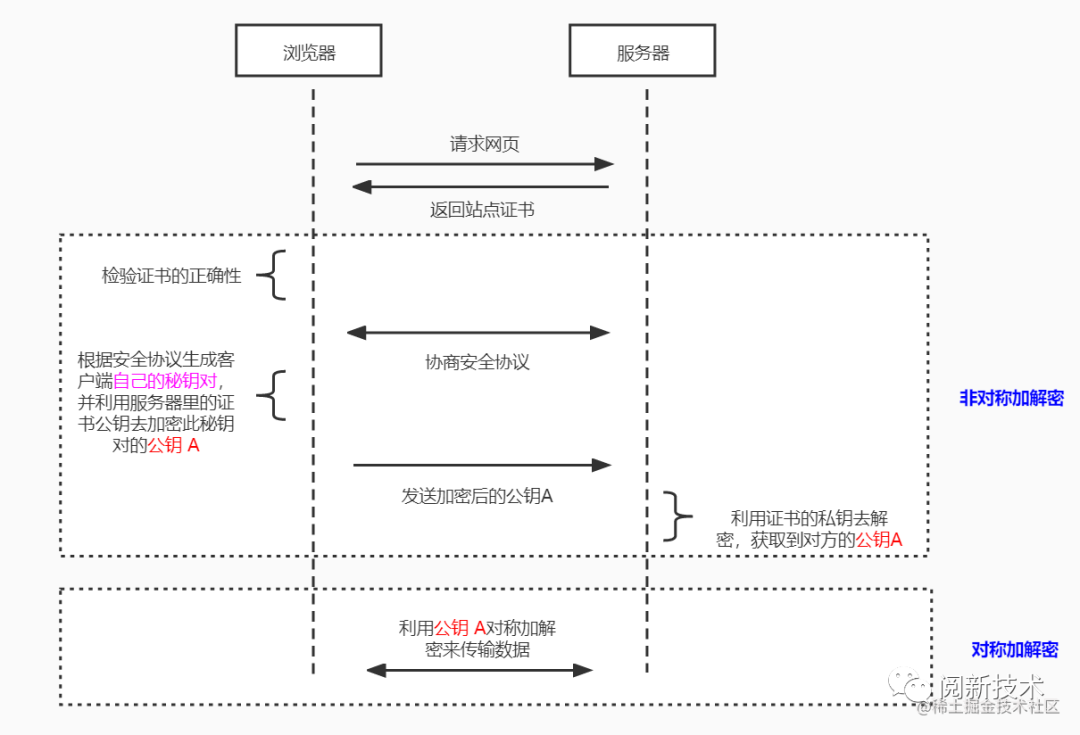 浏览器
服务器
请求网页
返回站点证书
检验证书的正确性
协商安全协议
根据安全协议生成客
户端自己的秘钥对，
并利用服务器里的证
书公钥去加密此秘钥
对的公钥 A
非对称加解密
发送加密后的公钥A
利用证书的私钥去解
密，获取到对方的公钥A
利用公钥 A对称加解
密来传输数据
对称加解密
阅新技术
@稀土掘金技术社区